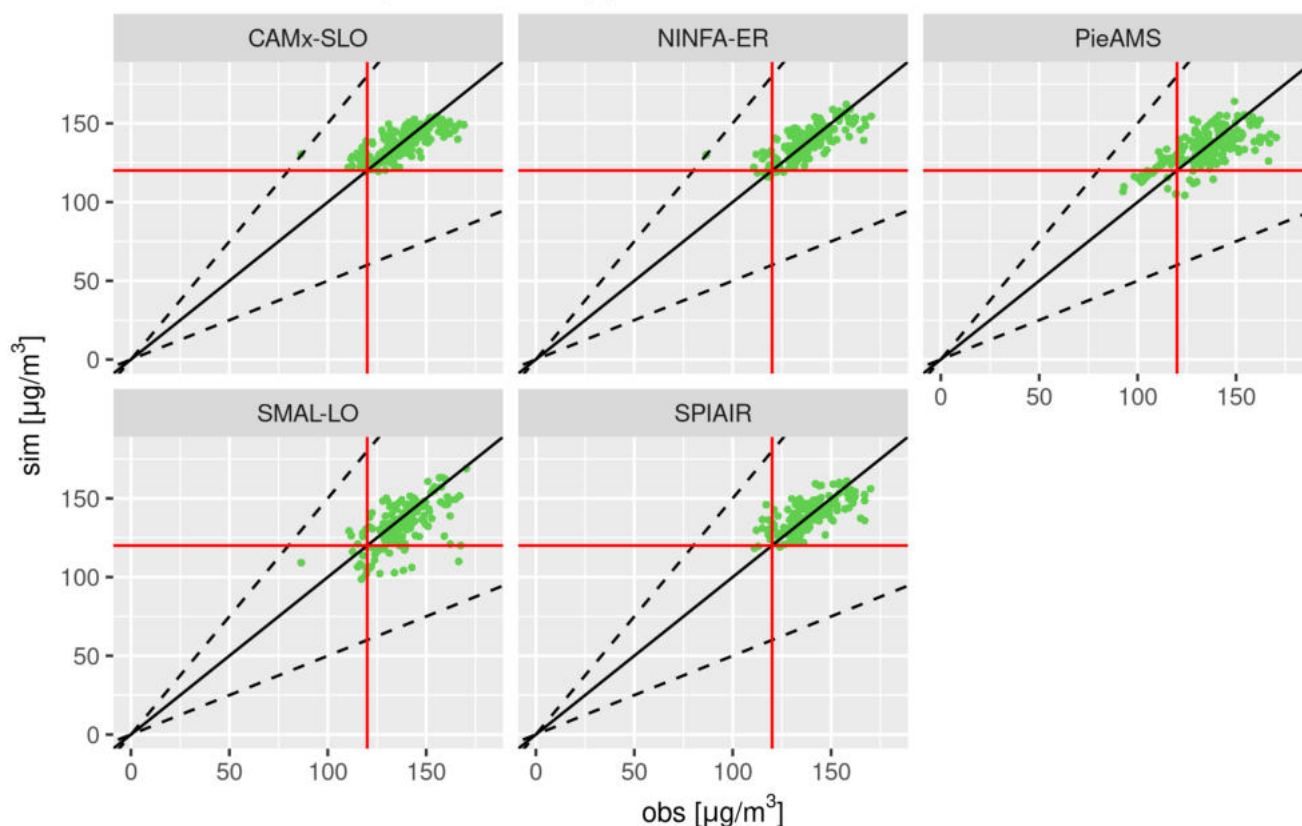 CAMx-SLO NINFA-ER PieAMS
150
100
50
0
0 50 100 150
SMAL-LO SPIAIR
150
100
50
0
0 50 100 150 0 50 100 150
sim [µg/m³]
obs [µg/m³]